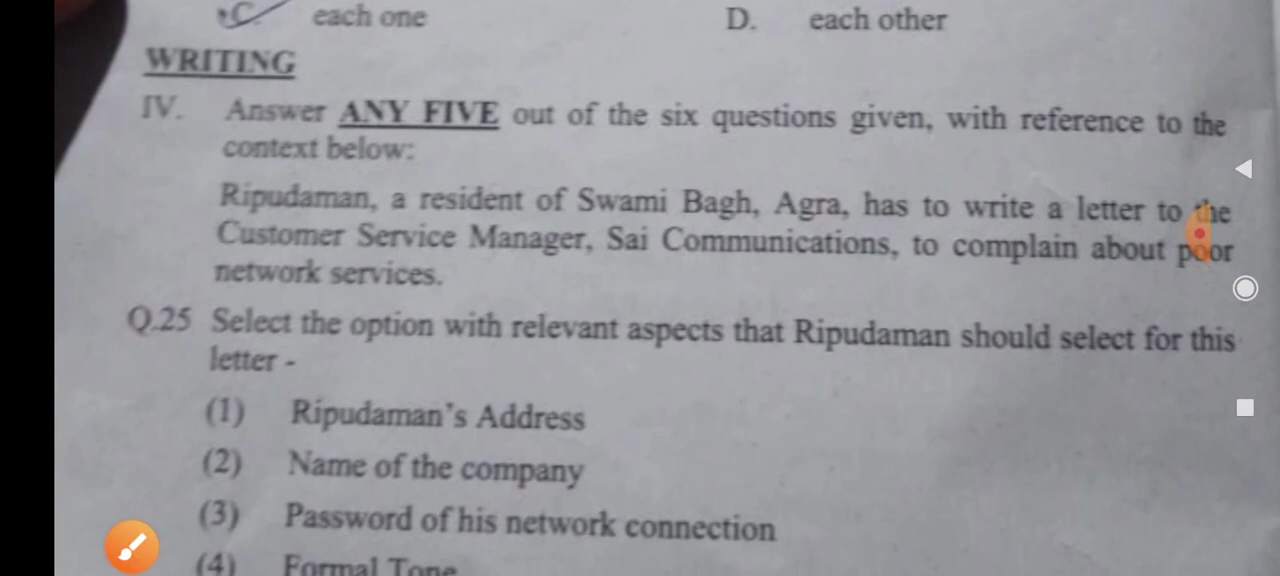 C. each one D. each other
WRITING
IV. Answer ANY FIVE out of the six questions given, with reference to the
context below:
Ripudaman, a resident of Swami Bagh, Agra, has to write a letter to the
Customer Service Manager, Sai Communications, to complain about poor
network services.
Q.25 Select the option with relevant aspects that Ripudaman should select for this
letter -
(1) Ripudaman's Address
(2) Name of the company
(3) Password of his network connection
(4) Formal Tone